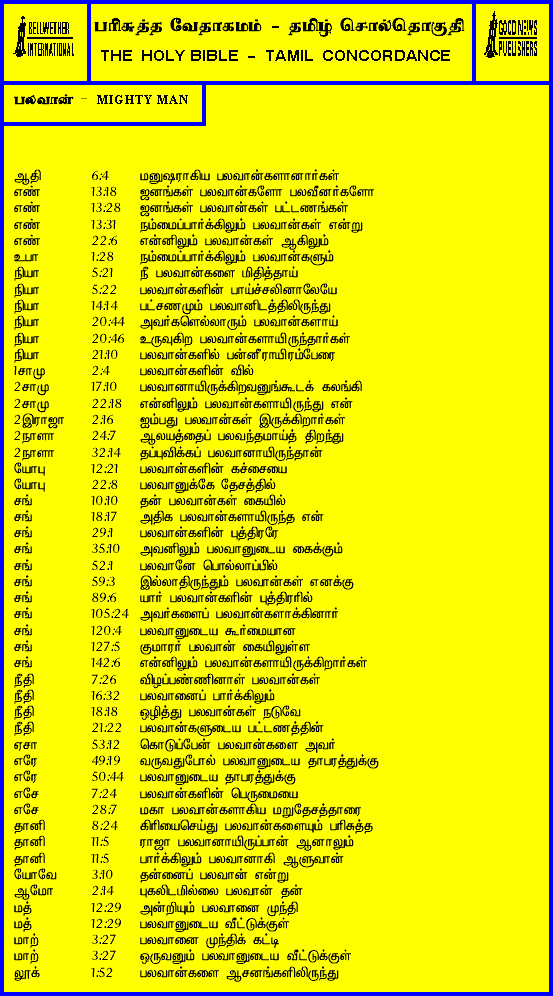 BELLWETHER
INTERNATIONAL
பரிசுத்த வேதாகமம் - தமிழ் சொல்தொகுதி
THE HOLY BIBLE - TAMIL CONCORDANCE
GOOD NEWS
PUBLISHERS
பலவான் - MIGHTY MAN
ஆதி 6:4 மனுஷராகிய பலவான்களானார்கள்
எண் 13:18 ஜனங்கள் பலவான்களோ பலவீனர்களோ
எண் 13:28 ஜனங்கள் பலவான்கள் பட்டணங்கள்
எண் 13:31 நம்மைப்பார்க்கிலும் பலவான்கள் என்று
எண் 22:6 என்னிலும் பலவான்கள் ஆகிலும்
உபா 1:28 நம்மைப்பார்க்கிலும் பலவான்களும்
நியா 5:21 நீ பலவான்களை மிதித்தாய்
நியா 5:22 பலவான்களின் பாய்ச்சலினாலேயே
நியா 14:14 பட்சணமும் பலவானிடத்திலிருந்து
நியா 20:44 அவர்களெல்லாரும் பலவான்களாய்
நியா 20:46 உருவுகிற பலவான்களாயிருந்தார்கள்
நியா 21:10 பலவான்களில் பன்னீராயிரம்பேரை
1சாமு 2:4 பலவான்களின் வில்
2சாமு 17:10 பலவானாயிருக்கிறவனுங்கூடக் கலங்கி
2சாமு 22:18 என்னிலும் பலவான்களாயிருந்து என்
2இராஜா 2:16 ஐம்பது பலவான்கள் இருக்கிறார்கள்
2நாளா 24:7 ஆலயத்தைப் பலவந்தமாய்த் திறந்து
2நாளா 32:14 தப்புவிக்கப் பலவானாயிருந்தான்
யோபு 12:21 பலவான்களின் கச்சையை
யோபு 22:8 பலவானுக்கே தேசத்தில்
சங் 10:10 தன் பலவான்கள் கையில்
சங் 18:17 அதிக பலவான்களாயிருந்த என்
சங் 29:1 பலவான்களின் புத்திரரே
சங் 35:10 அவனிலும் பலவானுடைய கைக்கும்
சங் 52:1 பலவானே பொல்லாப்பில்
சங் 59:3 இல்லாதிருந்தும் பலவான்கள் எனக்கு
சங் 89:6 யார் பலவான்களின் புத்திரரில்
சங் 105:24 அவர்களைப் பலவான்களாக்கினார்
சங் 120:4 பலவானுடைய கூர்மையான
சங் 127:5 குமாரர் பலவான் கையிலுள்ள
சங் 142:6 என்னிலும் பலவான்களாயிருக்கிறார்கள்
நீதி 7:26 விழப்பண்ணினாள் பலவான்கள்
நீதி 16:32 பலவானைப் பார்க்கிலும்
நீதி 18:18 ஒழித்து பலவான்கள் நடுவே
நீதி 21:22 பலவான்களுடைய பட்டணத்தின்
ஏசா 53:12 கொடுப்பேன் பலவான்களை அவர்
எரே 49:19 வருவதுபோல் பலவானுடைய தாபரத்துக்கு
எரே 50:44 பலவானுடைய தாபரத்துக்கு
எசே 7:24 பலவான்களின் பெருமையை
எசே 28:7 மகா பலவான்களாகிய மறுதேசத்தாரை
தானி 8:24 கிரியைசெய்து பலவான்களையும் பரிசுத்த
தானி 11:5 ராஜா பலவானாயிருப்பான் ஆனாலும்
தானி 11:5 பார்க்கிலும் பலவானாகி ஆளுவான்
யோவே 3:10 தன்னைப் பலவான் என்று
ஆமோ 2:14 புகலிடமில்லை பலவான் தன்
மத் 12:29 அன்றியும் பலவானை முந்தி
மத் 12:29 பலவானுடைய வீட்டுக்குள்
மாற் 3:27 பலவானை முந்திக் கட்டி
மாற் 3:27 ஒருவனும் பலவானுடைய வீட்டுக்குள்
லூக் 1:52 பலவான்களை ஆசனங்களிலிருந்து